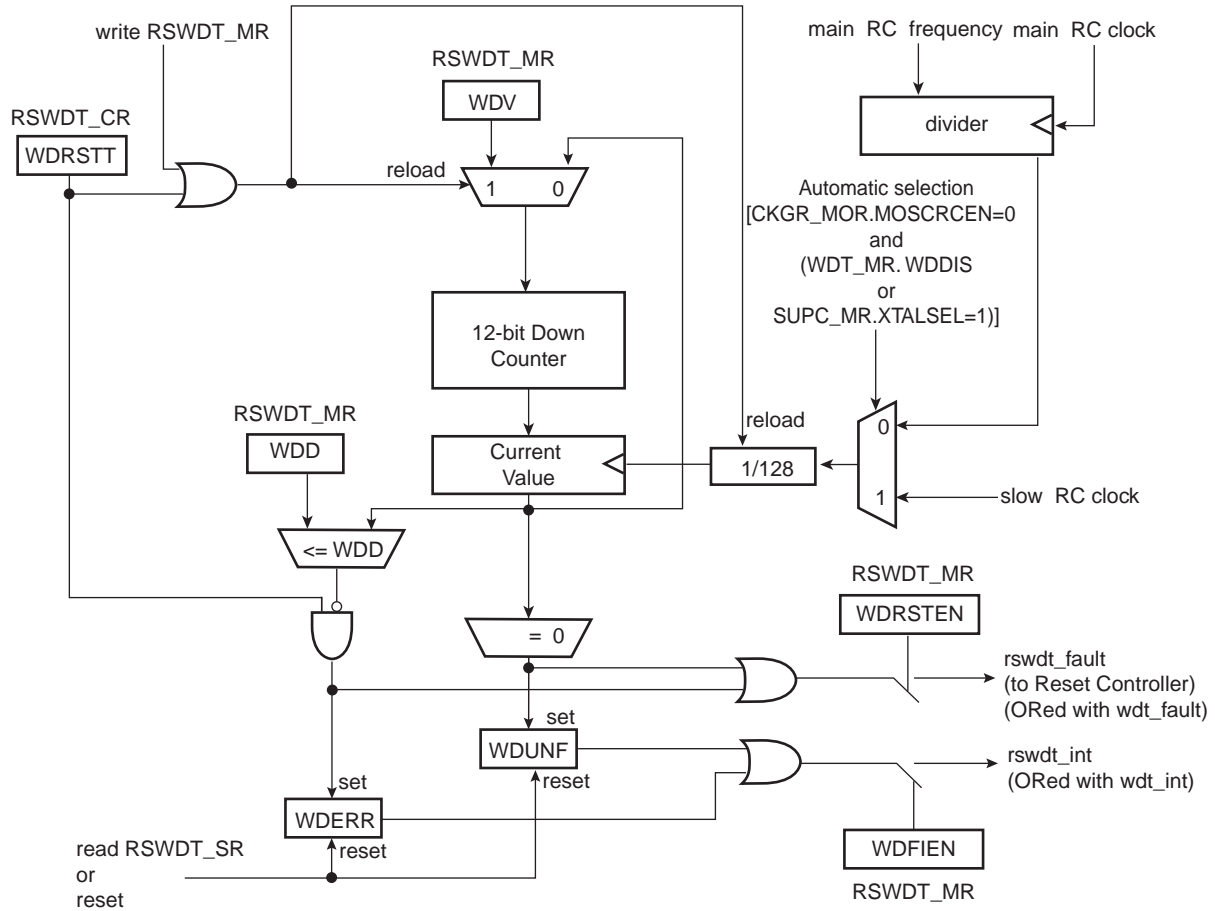 write RSWDT_MR
main RC frequency
main RC clock
RSWDT_MR
WDV
RSWDT_CR
WDRSTT
divider
reload
1 0
Automatic selection
[CKGR_MOR.MOSCRCEN=0
and
(WDT_MR. WDDIS
or
SUPC_MR.XTALSEL=1)]
12-bit Down
Counter
RSWDT_MR
WDD
Current
Value
reload
1/128
0
1
slow RC clock
<= WDD
RSWDT_MR
WDRSTEN
= 0
rswdt_fault
(to Reset Controller)
(ORed with wdt_fault)
set
WDUNF
reset
rswdt_int
(ORed with wdt_int)
set
WDERR
reset
WDFIEN
RSWDT_MR
read RSWDT_SR
or
reset